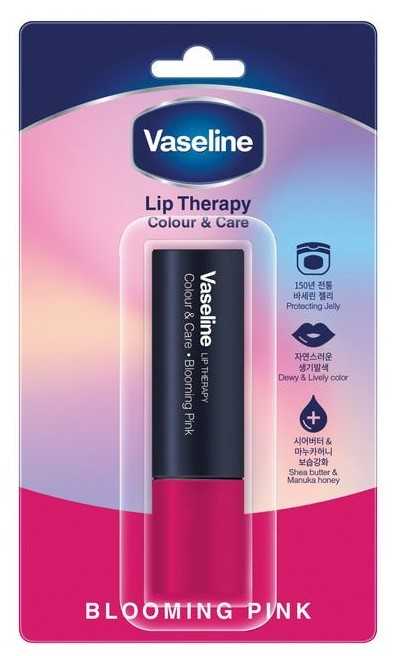 Vaseline
Lip Therapy
Colour & Care
Vaseline LIP THERAPY
Colour & Care • Blooming Pink
150년 전통
바세린 젤리
Protecting Jelly
자연스러운
생기발색
Dewy & Lively color
시어버터 &
마누카허니
보습강화
Shea butter &
Manuka honey
BLOOMING PINK